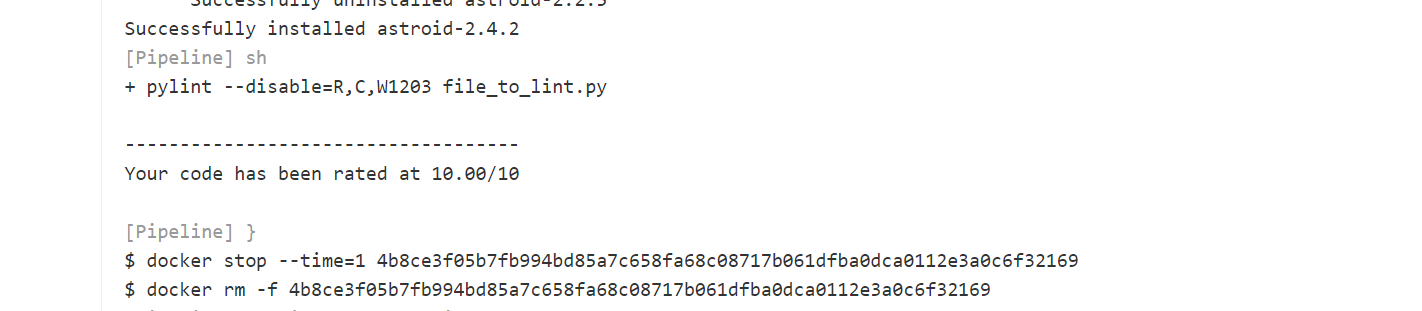 Successfully uninstalled astroid-2.2.5
Successfully installed astroid-2.4.2
[Pipeline] sh
+ pylint --disable=R,C,W1203 file_to_lint.py
------------------------------------
Your code has been rated at 10.00/10
[Pipeline] }
$ docker stop --time=1 4b8ce3f05b7fb994bd85a7c658fa68c08717b061dfba0dca0112e3a0c6f32169
$ docker rm -f 4b8ce3f05b7fb994bd85a7c658fa68c08717b061dfba0dca0112e3a0c6f32169